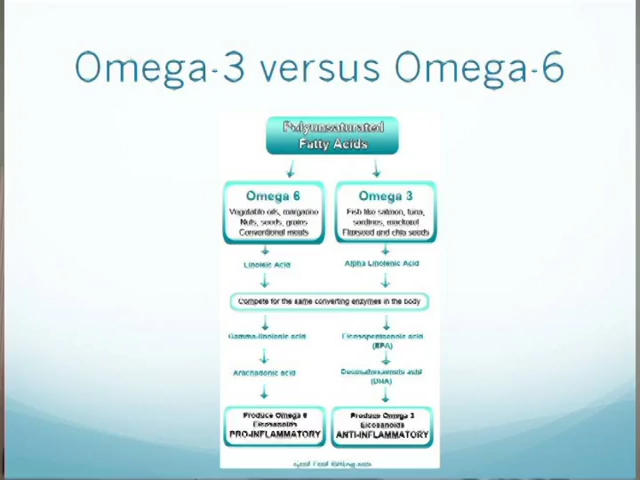 Omega-3 versus Omega-6
Polyunsaturated
Fatty Acids
Omega 6
Vegetable oils, margarine
Nuts, seeds, grains
Conventional meats
Omega 3
Fish like salmon, tuna,
sardines, mackerel
Flaxseed and chia seeds
Linoleic Acid
Alpha Linolenic Acid
Compete for the same converting enzymes in the body
Gamma-linolenic acid
Eicosapentaenoic acid
(EPA)
Arachadonic acid
(DHA)
Produce Omega 6
Eicosanoids
PRO-INFLAMMATORY
Produce Omega 3
Eicosanoids
ANTI-INFLAMMATORY